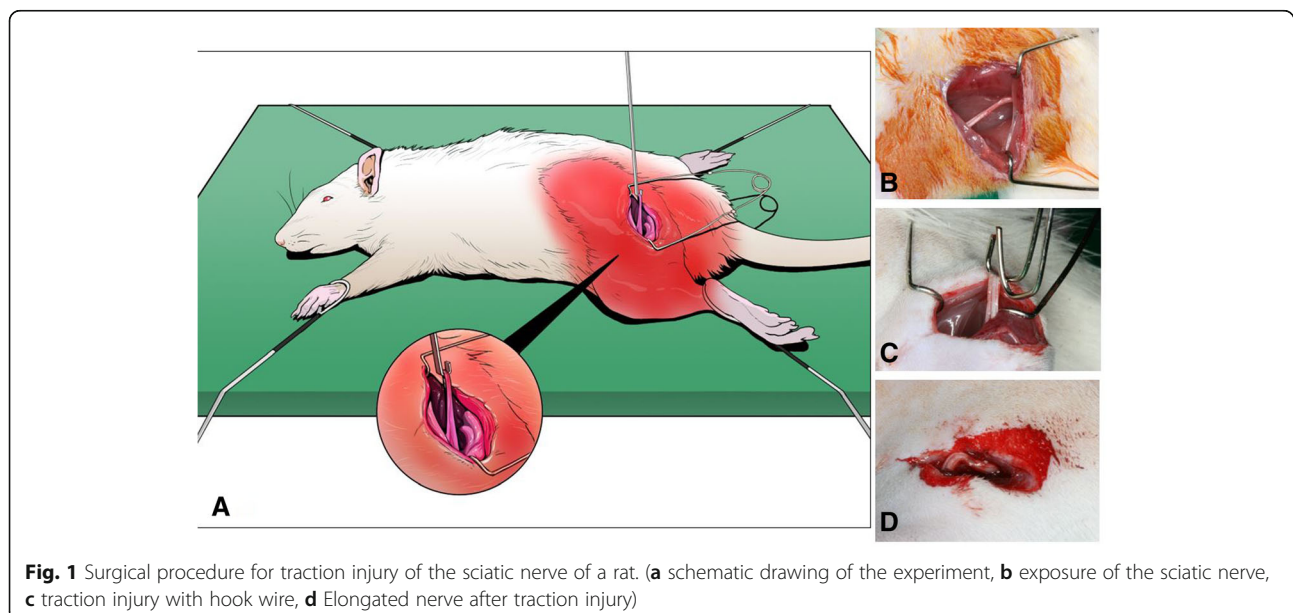 A
B
C
D
Fig. 1 Surgical procedure for traction injury of the sciatic nerve of a rat. (a schematic drawing of the experiment, b exposure of the sciatic nerve,
c traction injury with hook wire, d Elongated nerve after traction injury)